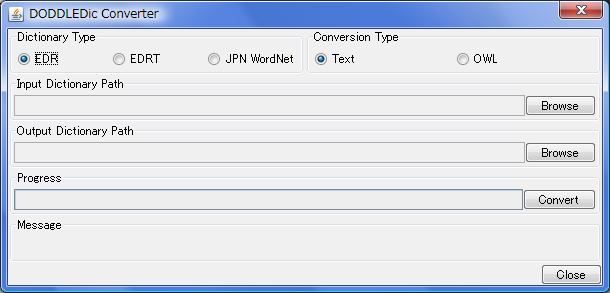 DODDLEDic Converter
Dictionary Type Conversion Type
EDR EDRT JPN WordNet Text OWL
Input Dictionary Path
Browse
Output Dictionary Path
Browse
Progress
Convert
Message
Close